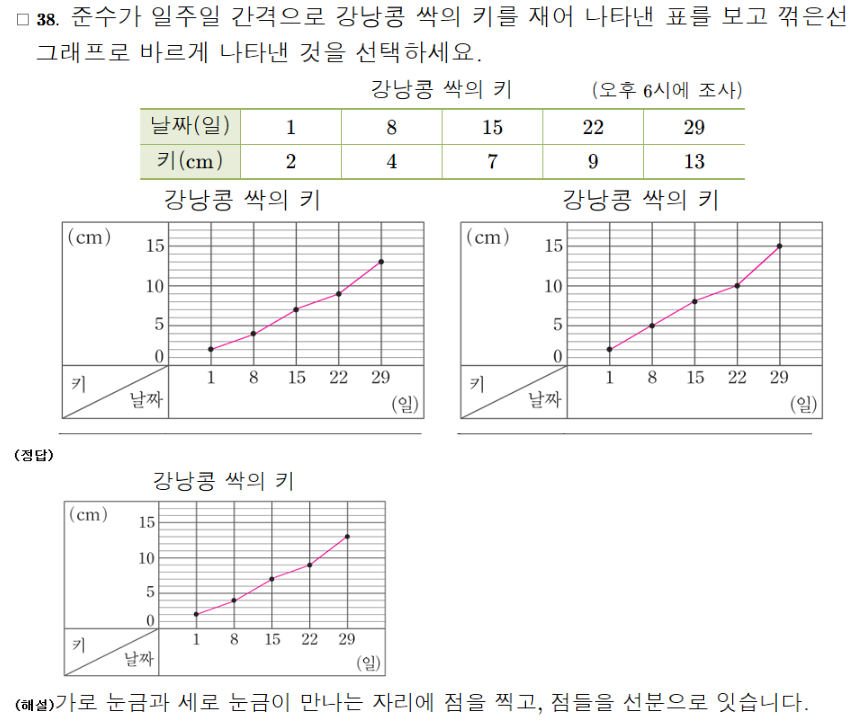 □ 38. 준수가 일주일 간격으로 강낭콩 싹의 키를 재어 나타낸 표를 보고 꺾은선
그래프로 바르게 나타낸 것을 선택하세요.
강낭콩 싹의 키 (오후 6시에 조사)
날짜(일) 1 8 15 22 29
키(cm) 2 4 7 9 13
강낭콩 싹의 키
(cm)
15
10
5
0
1 8 15 22 29
키
날짜
(일)
강낭콩 싹의 키
(cm)
15
10
5
0
1 8 15 22 29
키
날짜
(일)
(정답)
강낭콩 싹의 키
(cm)
15
10
5
0
1 8 15 22 29
키
날짜
(일)
(해설)가로 눈금과 세로 눈금이 만나는 자리에 점을 찍고, 점들을 선분으로 잇습니다.